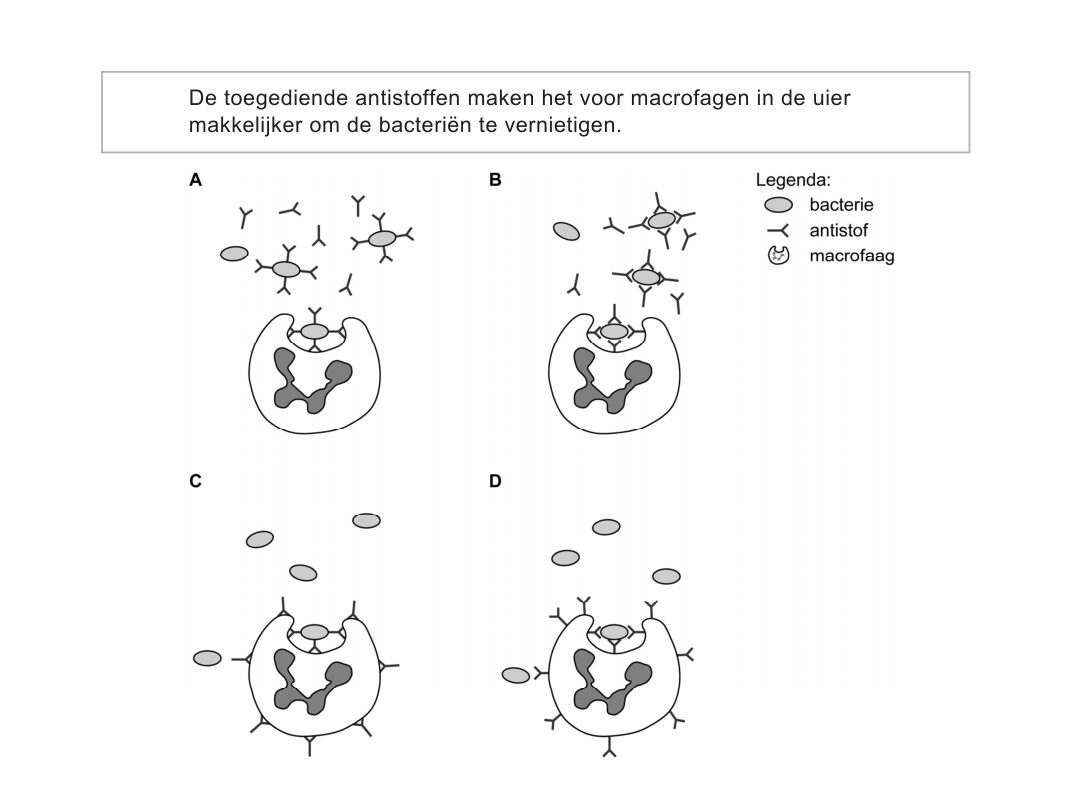 De toegediende antistoffen maken het voor macrofagen in de uier
makkelijker om de bacteriën te vernietigen.
A
B
Legenda:
bacterie
antistof
macrofaag
C
D